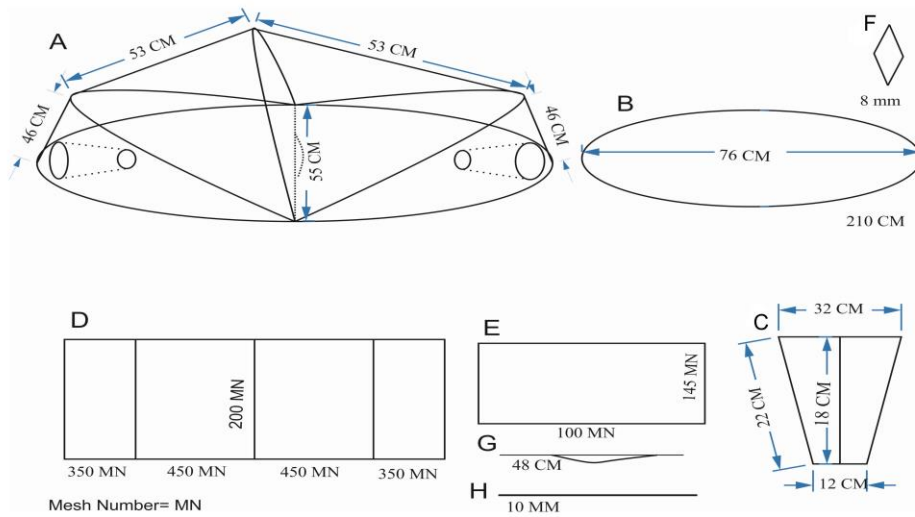 A
53 CM
53 CM
46 CM
46 CM
55 CM
B
76 CM
210 CM
F
8 mm
D
200 MN
350 MN
450 MN
450 MN
350 MN
Mesh Number= MN
E
145 MN
100 MN
G
48 CM
H
10 MM
C
32 CM
22 CM
18 CM
12 CM